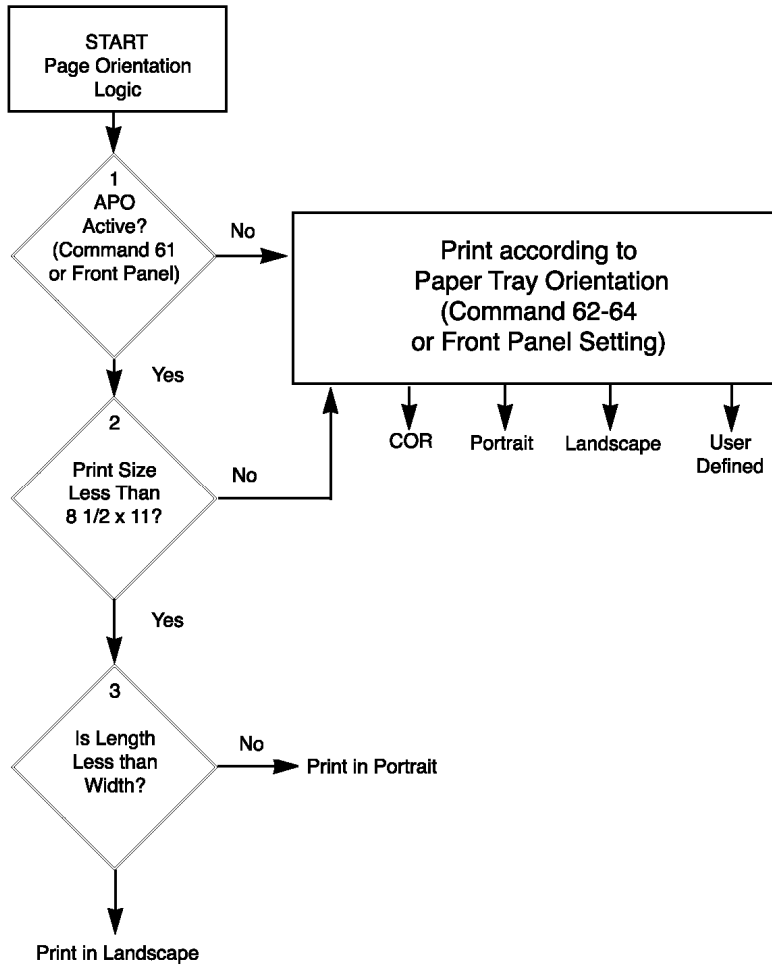 START
Page Orientation
Logic
1
APO
Active?
(Command 61
or Front Panel)
No
Print according to
Paper Tray Orientation
(Command 62-64
or Front Panel Setting)
Yes
COR
Portrait
Landscape
User
Defined
2
Print Size
Less Than
8 1/2 x 11?
No
Yes
3
Is Length
Less than
Width?
No
Print in Portrait
Print in Landscape